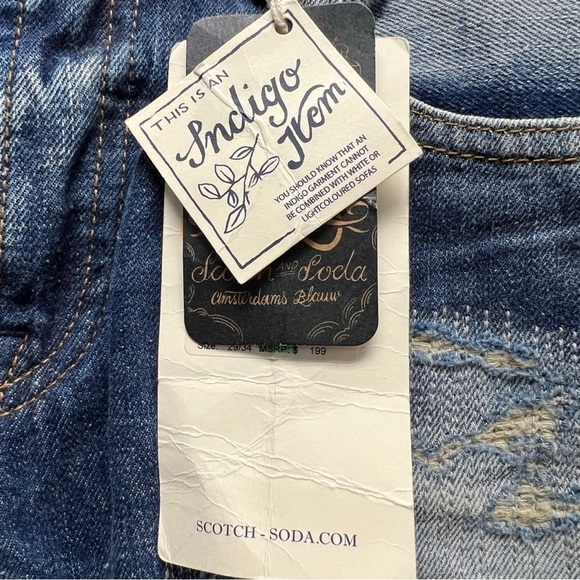 THIS IS AN
Indigo
Item
YOU SHOULD KNOW THAT AN
INDIGO GARMENT CANNOT
BE COMBINED WITH WHITE OR
LIGHTCOLOURED SOFAS
AND Soda
Amsterdams Blauw
Size: 29/34 MSRP: $ 199
SCOTCH - SODA.COM